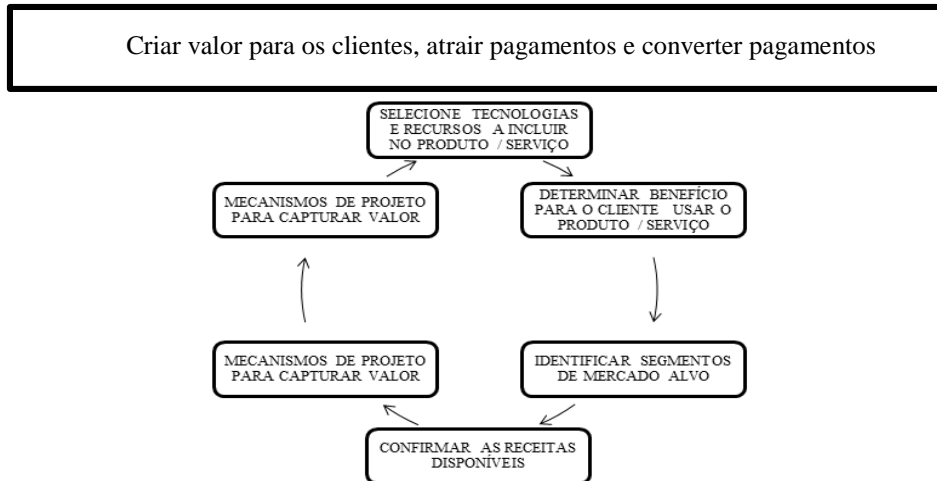 Criar valor para os clientes, atrair pagamentos e converter pagamentos
SELECIONE TECNOLOGIAS
E RECURSOS A INCLUIR
NO PRODUTO / SERVIÇO
MECANISMOS DE PROJETO
PARA CAPTURAR VALOR
DETERMINAR BENEFÍCIO
PARA O CLIENTE USAR O
PRODUTO / SERVIÇO
MECANISMOS DE PROJETO
PARA CAPTURAR VALOR
IDENTIFICAR SEGMENTOS
DE MERCADO ALVO
CONFIRMAR AS RECEITAS
DISPONÍVEIS